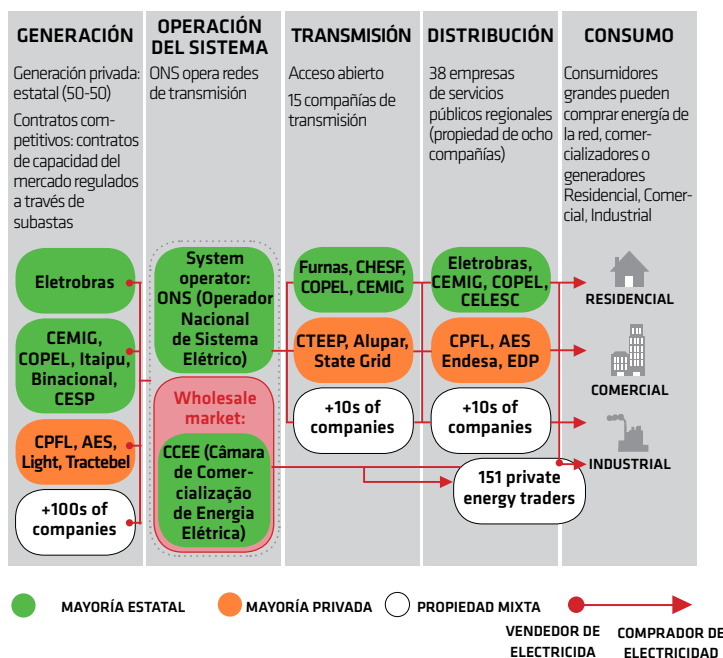 GENERACIÓN
Generación privada:
estatal (50-50)
Contratos com-
petitivos: contratos
de capacidad del
mercado regulados
a través de
subastas
Eletrobras
CEMIG,
COPEL, Itaipu,
Binacional,
CESP
CPFL, AES,
Light, Tractebel
+100s of
companies
OPERACIÓN
DEL SISTEMA
ONS opera redes
de transmisión
System
operator:
ONS (Operador
Nacional
de Sistema
Elétrico)
Wholesale
market:
CCEE (Câmara
de Comer-
cialização
de Energia
Elétrica)
TRANSMISIÓN
Acceso abierto
15 compañías de
transmisión
Furnas, CHESF,
COPEL, CEMIG
CTEEP, Alupar,
State Grid
+10s of
companies
DISTRIBUCIÓN
38 empresas
de servicios
públicos regionales
(propiedad de ocho
compañías)
Eletrobras,
CEMIG, COPEL,
CELESC
CPFL, AES
Endesa, EDP
+10s of
companies
151 private
energy traders
CONSUMO
Consumidores
grandes pueden
comprar energía de
la red, comer-
cializadores o
generadores
Residencial, Comer-
cial, Industrial
RESIDENCIAL
COMERCIAL
INDUSTRIAL
MAYORÍA ESTATAL
MAYORÍA PRIVADA
PROPIEDAD MIXTA
VENDEDOR DE
ELECTRICIDA
COMPRADOR DE
ELECTRICIDAD